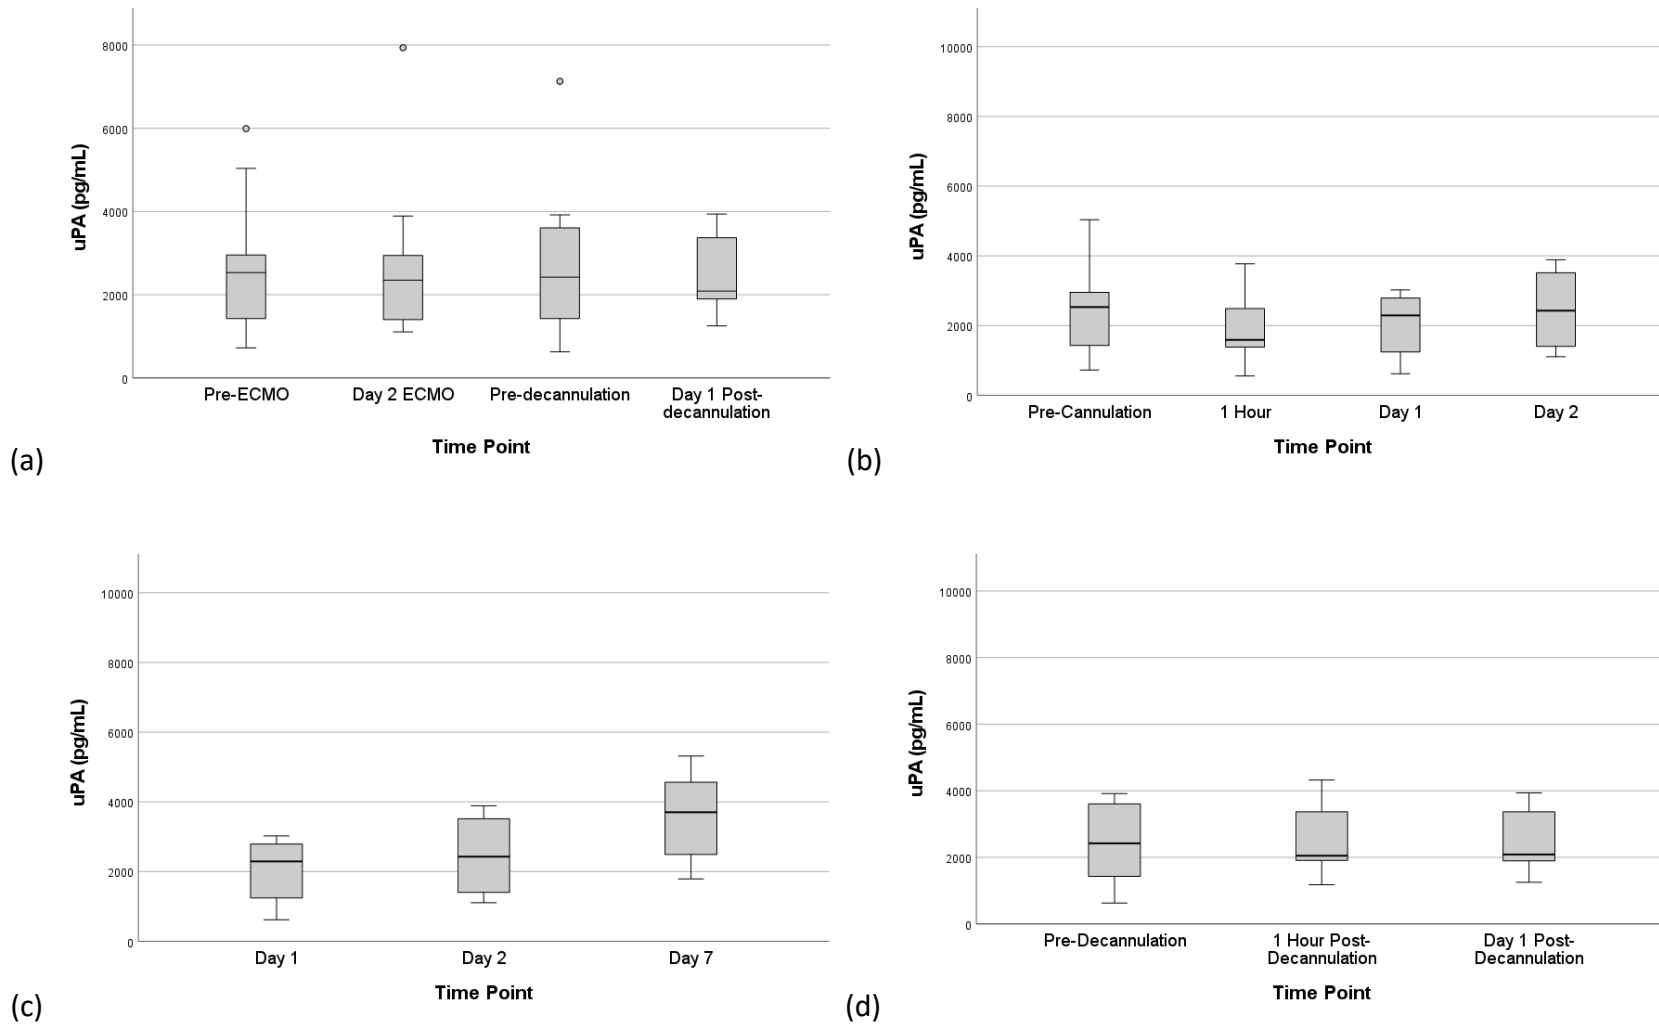 8000
6000
4000
2000
0
uPA (pg/mL)
Pre-ECMO
Day 2 ECMO
Pre-decannulation
Day 1 Post-
decannulation
Time Point
(a)
10000
8000
6000
4000
2000
0
uPA (pg/mL)
Pre-Cannulation
1 Hour
Day 1
Day 2
Time Point
(b)
10000
8000
6000
4000
2000
0
uPA (pg/mL)
Day 1
Day 2
Day 7
Time Point
(c)
10000
8000
6000
4000
2000
0
uPA (pg/mL)
Pre-Decannulation
1 Hour Post-
Decannulation
Day 1 Post-
Decannulation
Time Point
(d)